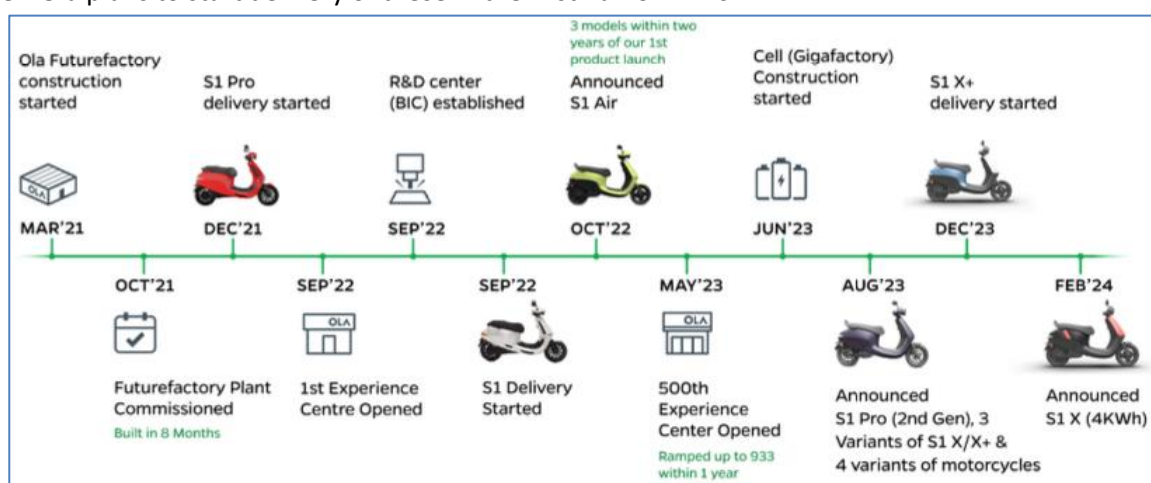 3 models within two
years of our 1st
product launch
Ola Futurefactory
construction
started
S1 Pro
delivery started
R&D center
(BIC) established
Announced
S1 Air
Cell (Gigafactory)
Construction
started
S1 X+
delivery started
OLA
MAR'21
DEC'21
SEP'22
OCT'22
JUN'23
DEC'23
OCT'21
SEP'22
SEP'22
MAY'23
AUG'23
FEB'24
OLA
OLA
Futurefactory Plant
Commissioned
Built in 8 Months
1st Experience
Centre Opened
S1 Delivery
Started
500th
Experience
Center Opened
Ramped up to 933
within 1 year
Announced
S1 Pro (2nd Gen), 3
Variants of S1 X/X+ &
4 variants of motorcycles
Announced
S1 X (4KWh)